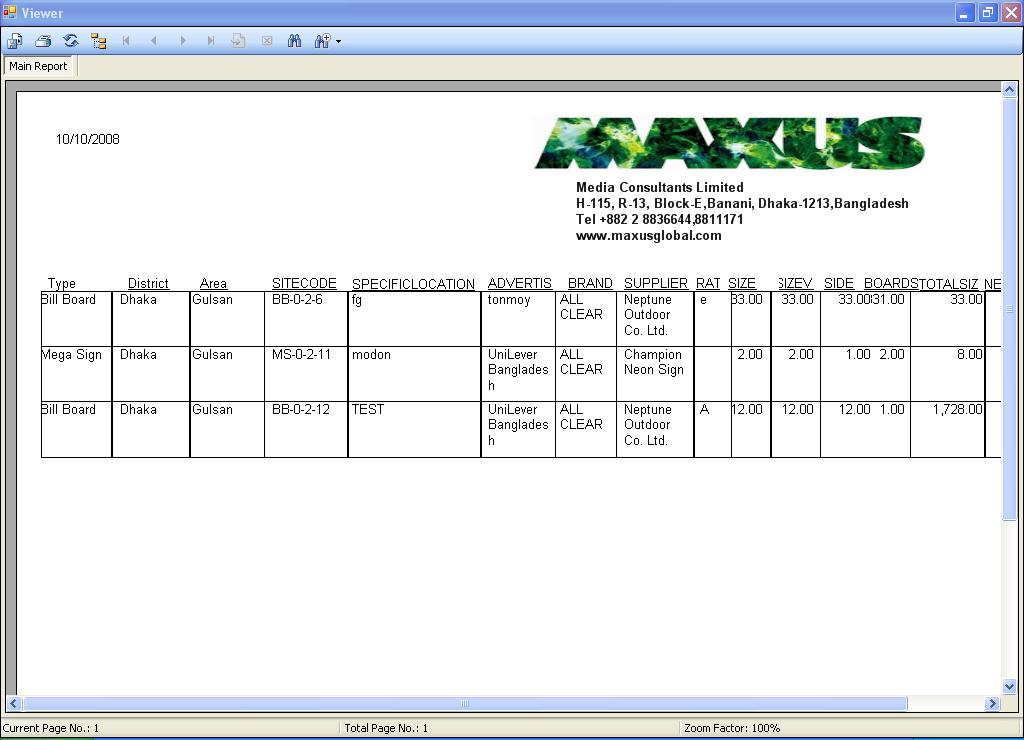 Viewer
Main Report
10/10/2008
MAXUS
Media Consultants Limited
H-115, R-13, Block-E,Banani, Dhaka-1213,Bangladesh
Tel +882 2 8836644,8811171
www.maxusglobal.com
Type District Area SITECODE SPECIFICLOCATION ADVERTIS BRAND SUPPLIER RAT SIZE SIZEV SIDE BOARDS TOTALSIZ NE
Bill Board Dhaka Gulsan BB-0-2-6 fg tonmoy ALL Neptune e 33.00 33.00 33.00 31.00 33.00
CLEAR Outdoor
Co. Ltd.
Mega Sign Dhaka Gulsan MS-0-2-11 modon UniLever ALL Champion 2.00 2.00 1.00 2.00 8.00
Banglades CLEAR Neon Sign
h
Bill Board Dhaka Gulsan BB-0-2-12 TEST UniLever ALL Neptune A 12.00 12.00 12.00 1.00 1,728.00
Banglades CLEAR Outdoor
h Co. Ltd.
Current Page No.: 1 Total Page No.: 1 Zoom Factor: 100%